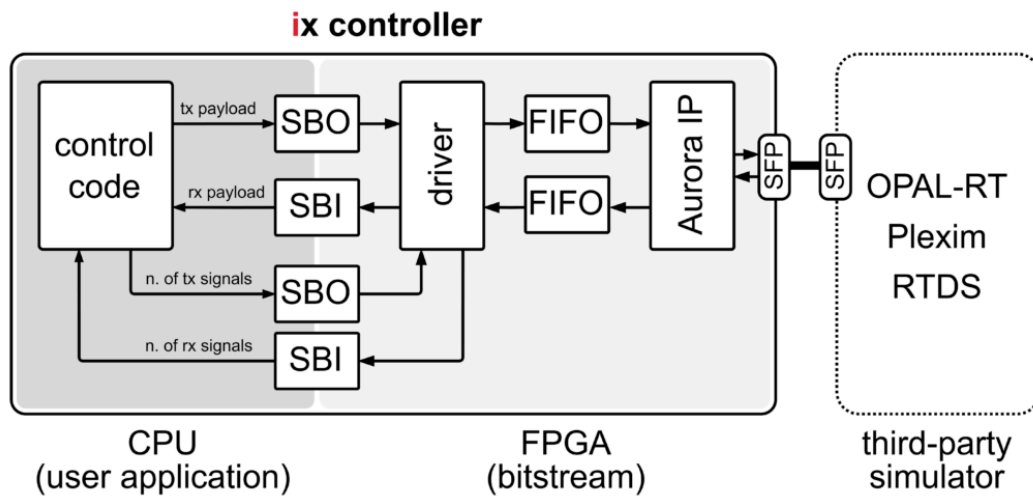 ix controller
control
code
tx payload
SBO
driver
FIFO
Aurora IP
SFP
SFP
rx payload
SBI
FIFO
n. of tx signals
SBO
n. of rx signals
SBI
OPAL-RT
Plexim
RTDS
CPU
(user application)
FPGA
(bitstream)
third-party
simulator